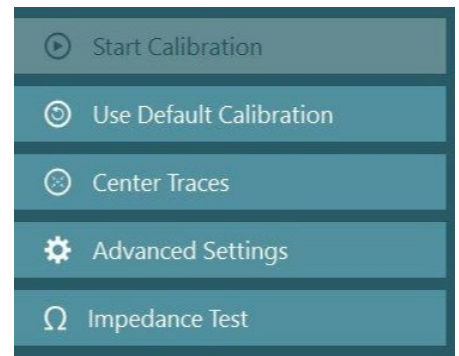 Start Calibration
Use Default Calibration
Center Traces
Advanced Settings
Ω Impedance Test